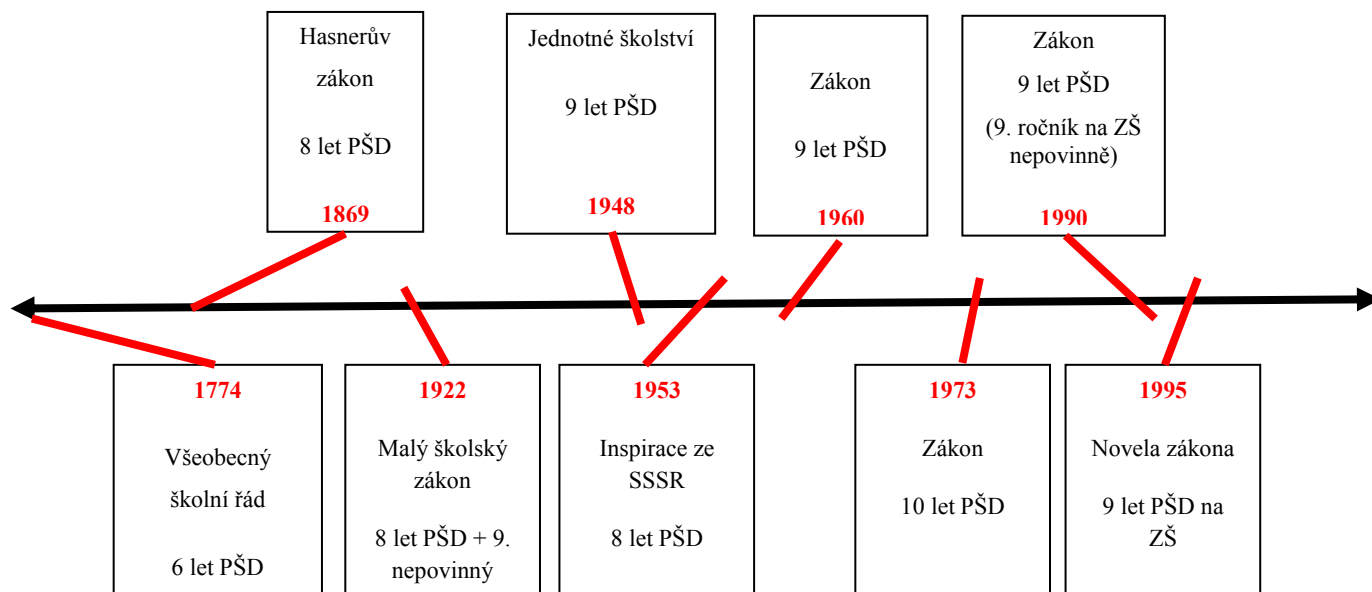 Hasnerův
zákon
8 let PŠD
1869
Jednotné školství
9 let PŠD
1948
Zákon
9 let PŠD
1960
Zákon
9 let PŠD
(9. ročník na ZŠ
nepovinně)
1990
1774
Všeobecný
školní řád
6 let PŠD
1922
Malý školský
zákon
8 let PŠD + 9.
nepovinný
1953
Inspirace ze
SSSR
8 let PŠD
1973
Zákon
10 let PŠD
1995
Novela zákona
9 let PŠD na
ZŠ